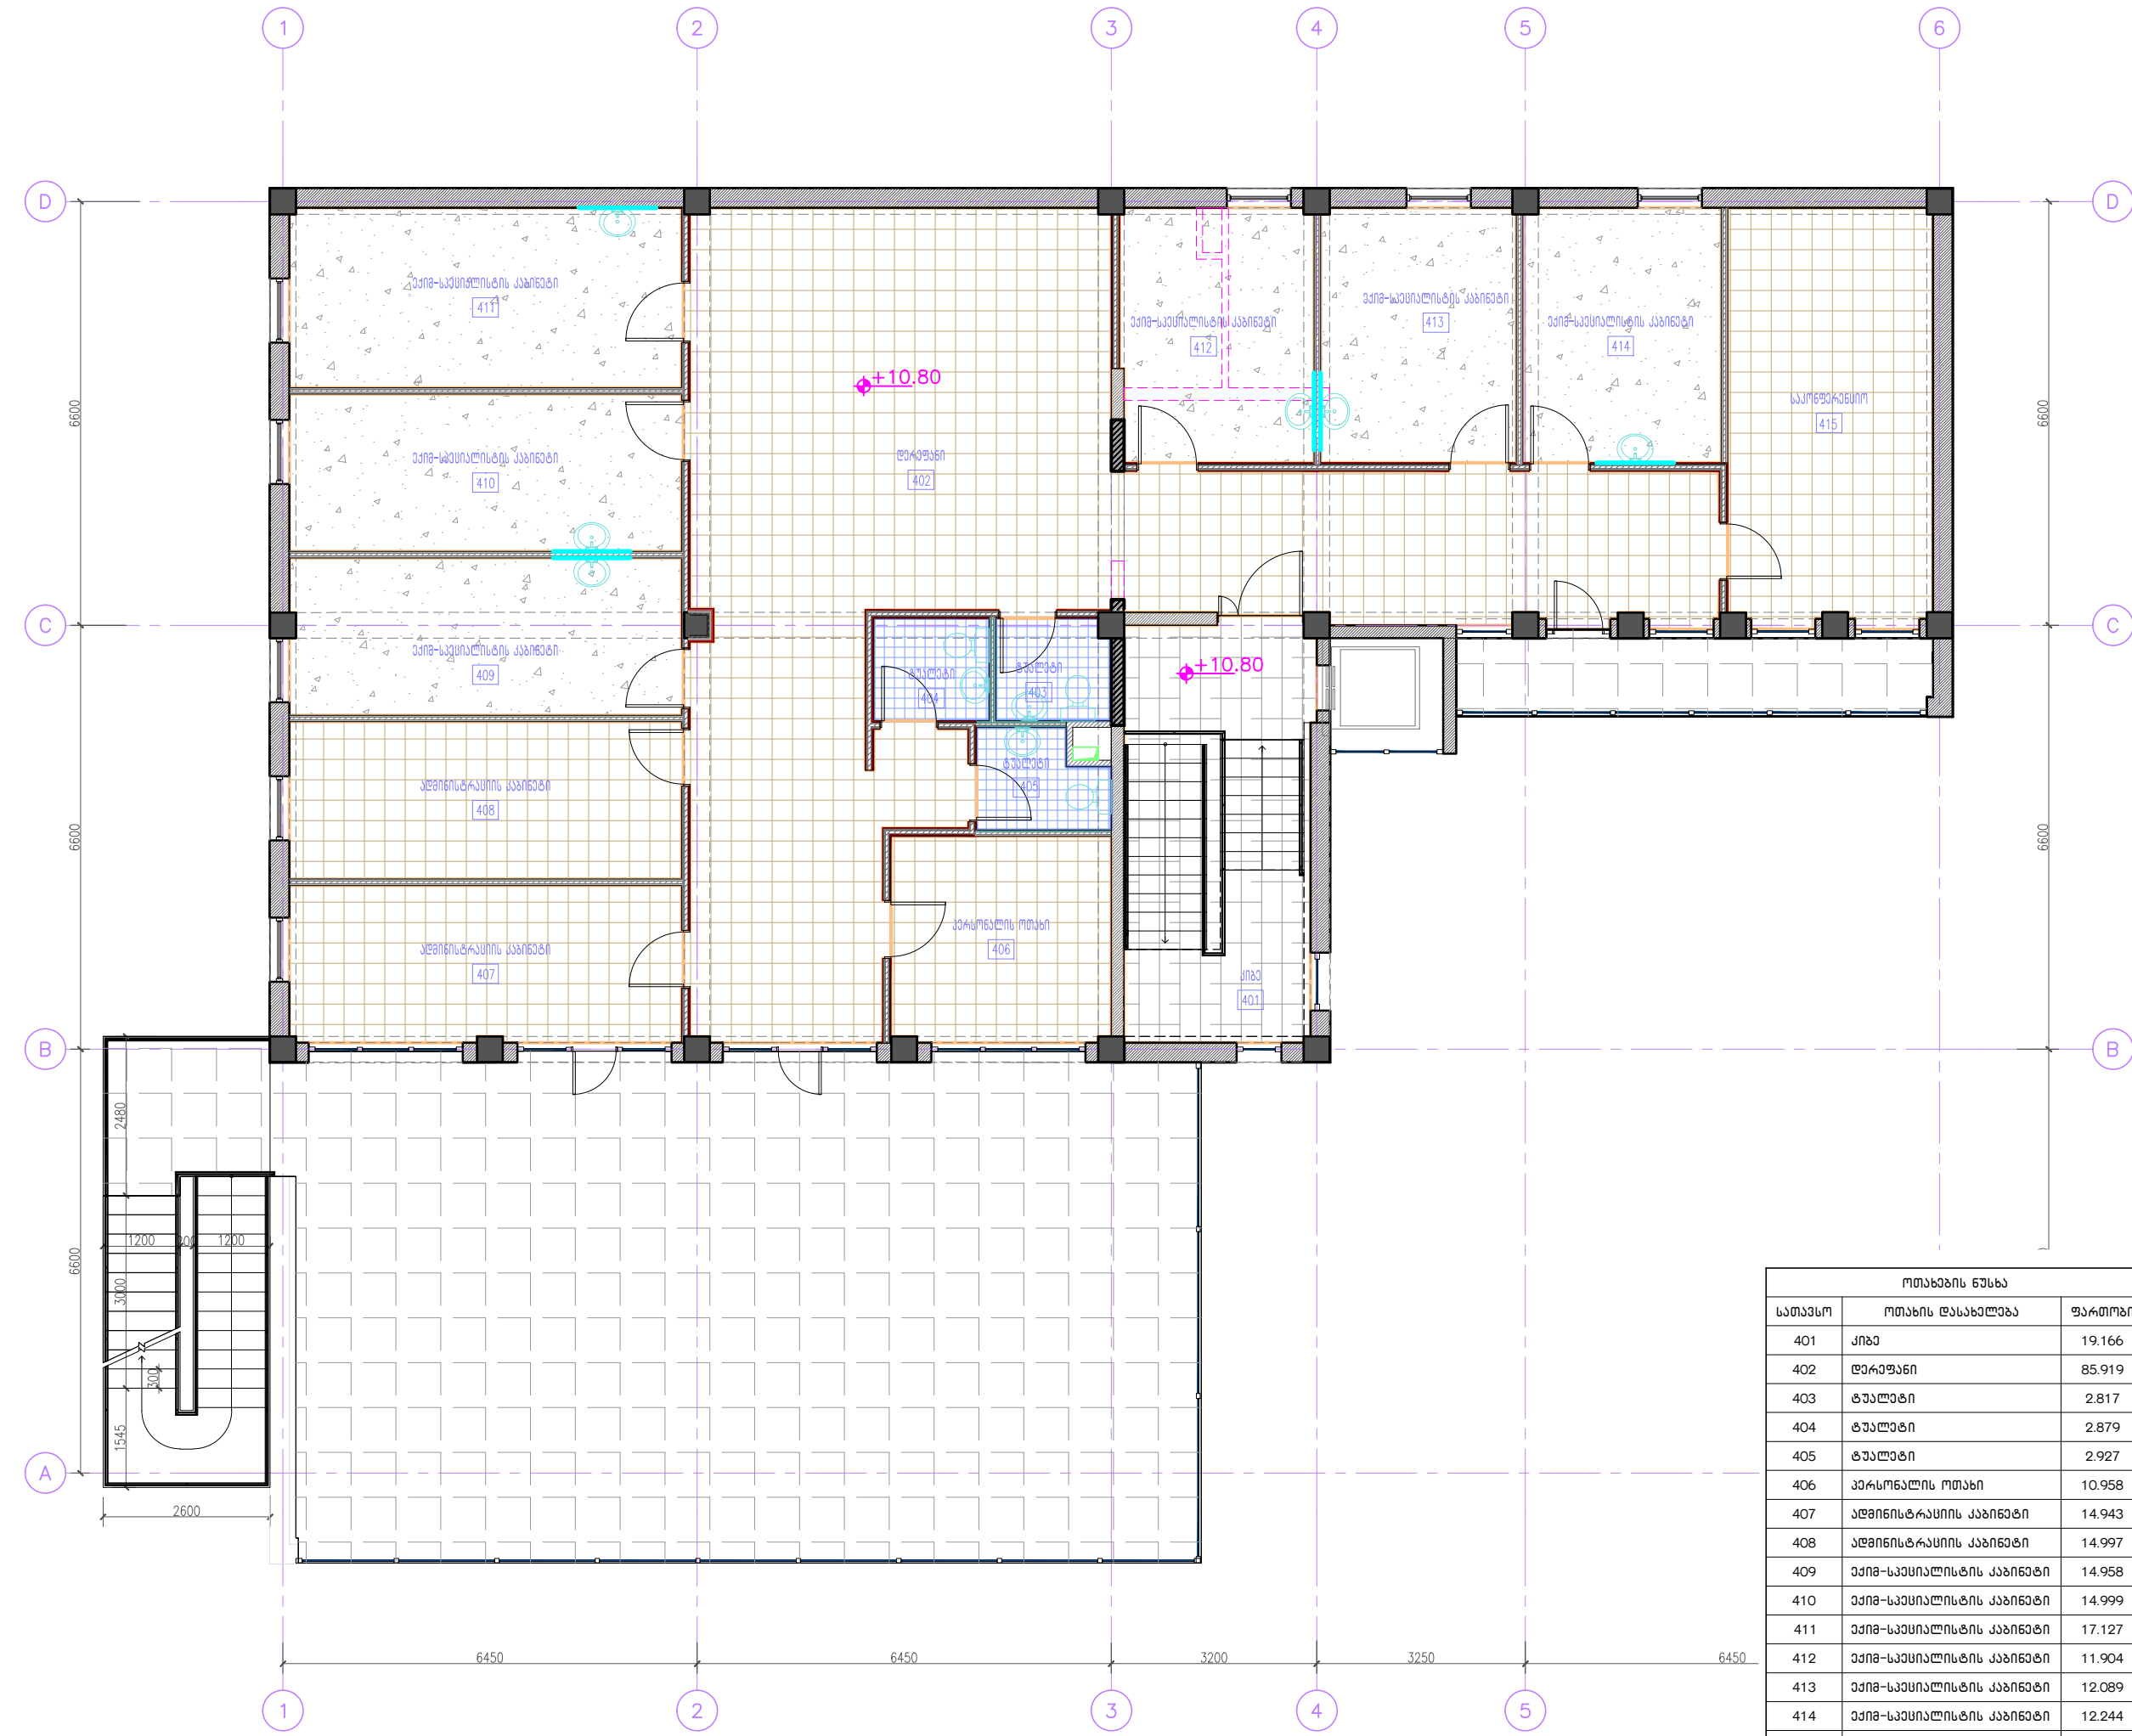 1 2 3 4 5 6
D D
ექიმ-სპეციალისტის კაბინეტი
411
ექიმ-სპეციალისტის კაბინეტი
412
ექიმ-სპეციალისტის კაბინეტი
413
ექიმ-სპეციალისტის კაბინეტი
414
+10.80
საკონფერენციო
415
6600
6600
ექიმ-სპეციალისტის კაბინეტი
410
დერეფანი
402
C C
ექიმ-სპეციალისტის კაბინეტი
409
ტუალეტი
404
ტუალეტი
403
+10.80
ტუალეტი
405
ადმინისტრაციის კაბინეტი
408
6600
6600
ადმინისტრაციის კაბინეტი
407
პერსონალის ოთახი
406
კიბე
401
B B
2480
1200 200 1200
6600
3000
300
1545
A
2600
6450 6450 3200 3250 6450
1 2 3 4 5
ოთახების ნუსხა
სათავსო ოთახის დასახელება ფართობი
401 კიბე 19.166
402 დერეფანი 85.919
403 ტუალეტი 2.817
404 ტუალეტი 2.879
405 ტუალეტი 2.927
406 პერსონალის ოთახი 10.958
407 ადმინისტრაციის კაბინეტი 14.943
408 ადმინისტრაციის კაბინეტი 14.997
409 ექიმ-სპეციალისტის კაბინეტი 14.958
410 ექიმ-სპეციალისტის კაბინეტი 14.999
411 ექიმ-სპეციალისტის კაბინეტი 17.127
412 ექიმ-სპეციალისტის კაბინეტი 11.904
413 ექიმ-სპეციალისტის კაბინეტი 12.089
414 ექიმ-სპეციალისტის კაბინეტი 12.244